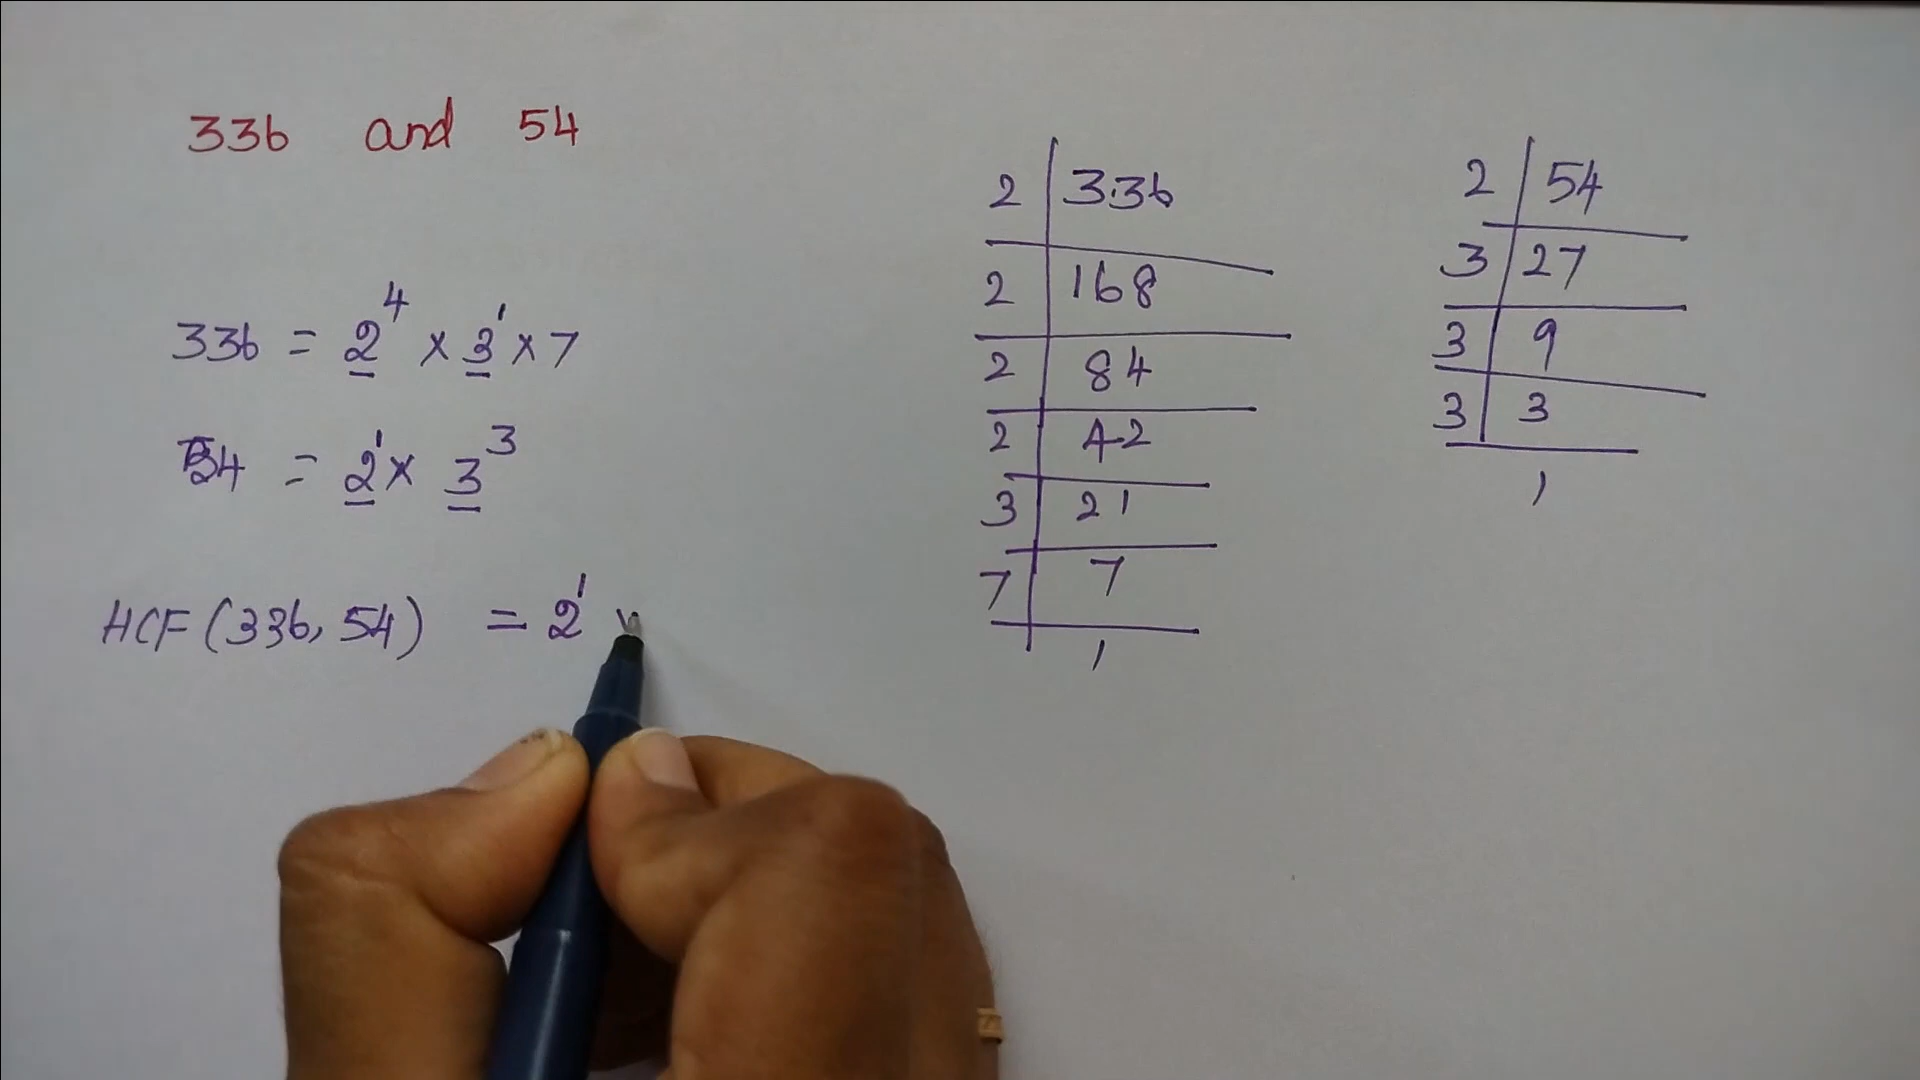 336 and 54
336 = 2⁴ × 3¹ × 7
54 = 2¹ × 3³
HCF (336, 54) = 2¹ ×
2 | 336
2 | 168
2 | 84
2 | 42
3 | 21
7 | 7
1
2 | 54
3 | 27
3 | 9
3 | 3
1